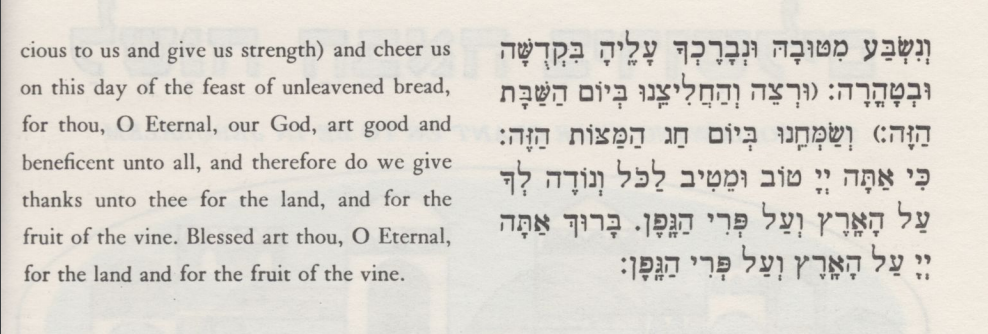 cious to us and give us strength) and cheer us
on this day of the feast of unleavened bread,
for thou, O Eternal, our God, art good and
beneficent unto all, and therefore do we give
thanks unto thee for the land, and for the
fruit of the vine. Blessed art thou, O Eternal,
for the land and for the fruit of the vine.
וְנִשְׂבַּע מִטּוּבָהּ וּנְבָרֶכְךָ עָלֶיהָ בִּקְדֻשָּׁה
וּבְטָהֳרָה: (וּרְצֵה וְהַחֲלִיצֵנוּ בְּיוֹם הַשַּׁבָּת
הַזֶּה:) וְשַׂמְּחֵנוּ בְּיוֹם חַג הַמַּצּוֹת הַזֶּה:
כִּי אַתָּה יְיָ טוֹב וּמֵטִיב לַכֹּל וְנוֹדֶה לְךָ
עַל הָאָרֶץ וְעַל פְּרִי הַגָּפֶן. בָּרוּךְ אַתָּה
יְיָ עַל הָאָרֶץ וְעַל פְּרִי הַגָּפֶן: